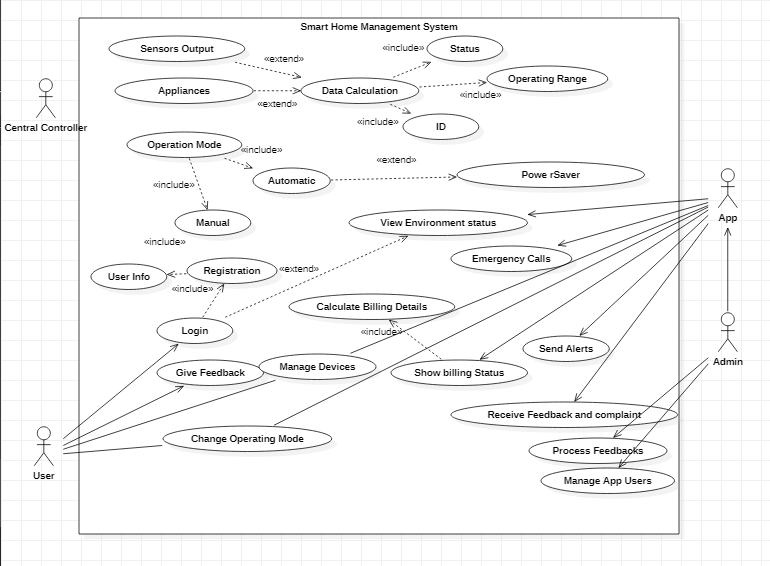 Smart Home Management System
Sensors Output
«extend»
«include»
Status
Operating Range
Appliances
«extend»
Data Calculation
«include»
Central Controller
«include»
ID
Operation Mode
«include»
«extend»
Automatic
Powe rSaver
«include»
Manual
View Environment status
App
«include»
Emergency Calls
User Info
Registration
«extend»
«include»
Calculate Billing Details
Login
«include»
Send Alerts
Admin
Give Feedback
Manage Devices
Show billing Status
Receive Feedback and complaint
Change Operating Mode
Process Feedbacks
User
Manage App Users